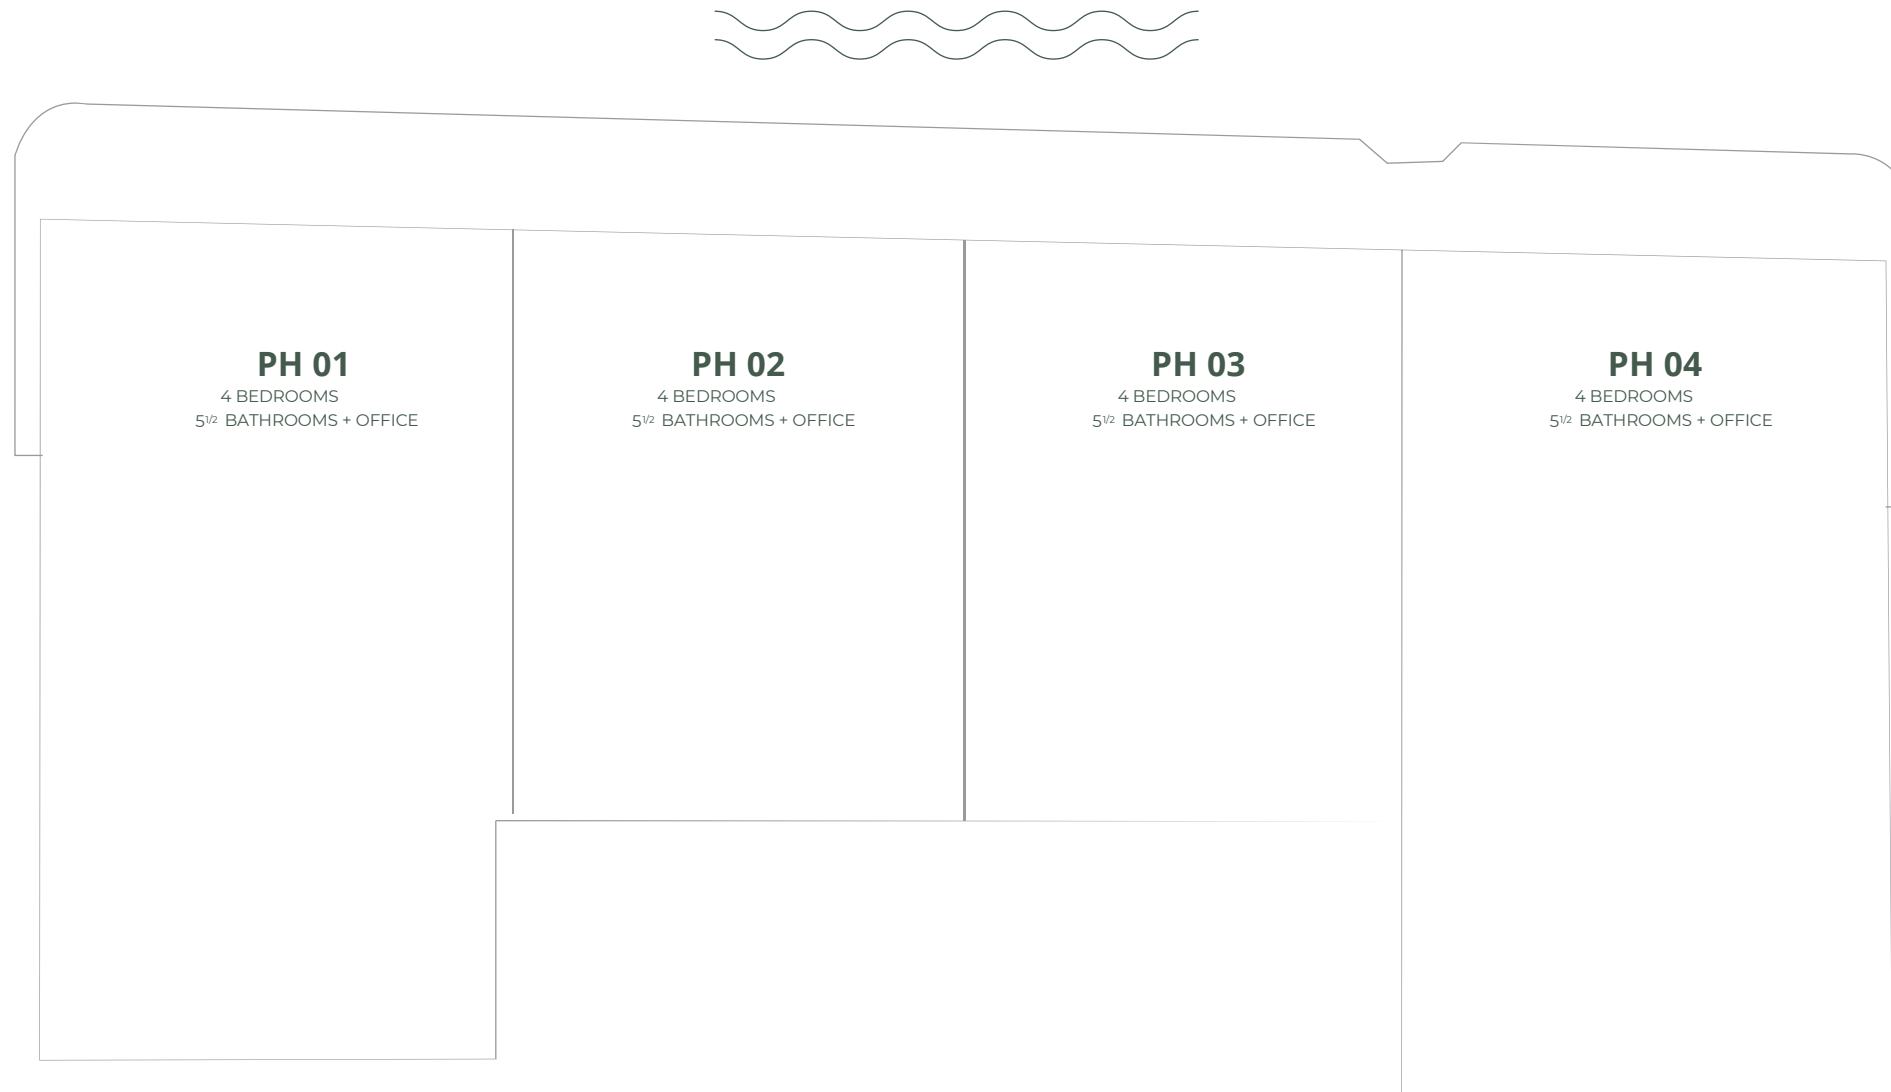 PH 01
4 BEDROOMS
5 1/2 BATHROOMS + OFFICE
PH 02
4 BEDROOMS
5 1/2 BATHROOMS + OFFICE
PH 03
4 BEDROOMS
5 1/2 BATHROOMS + OFFICE
PH 04
4 BEDROOMS
5 1/2 BATHROOMS + OFFICE